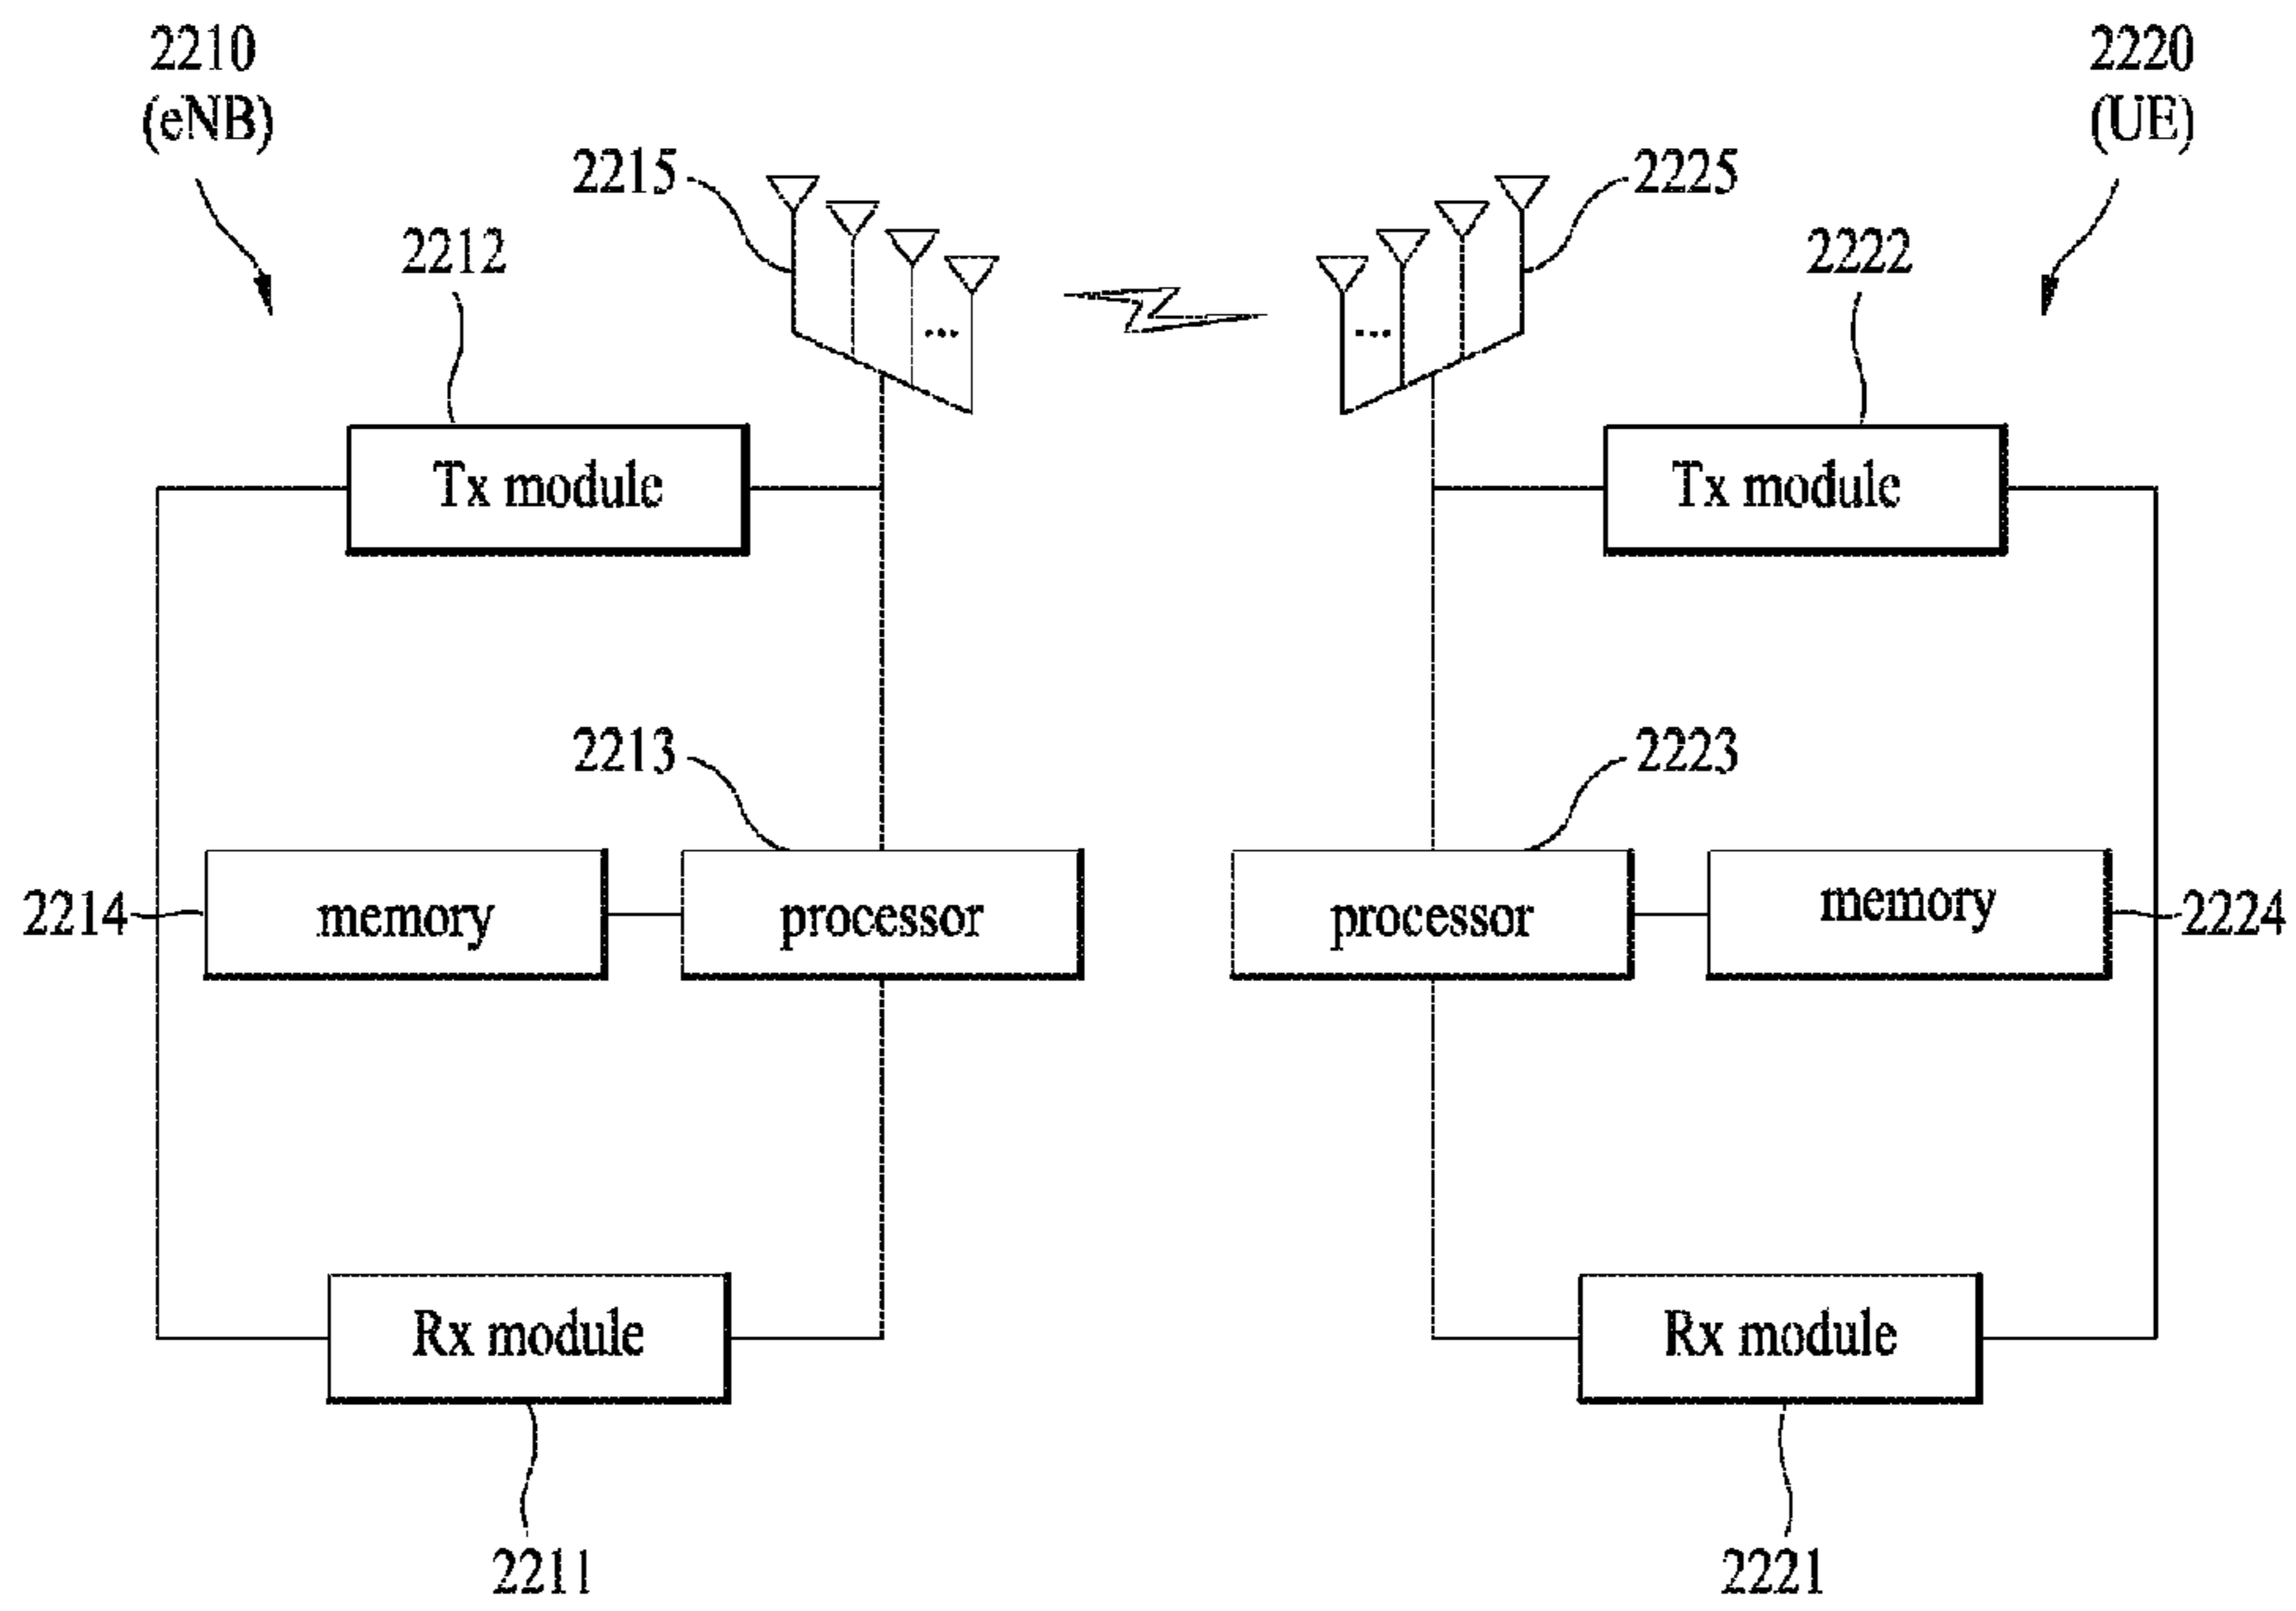 2210
(eNB)
2220
(UE)
2215
2225
2212
2222
...
...
Tx module
Tx module
2213
2223
2214
memory
processor
processor
memory
2224
Rx module
Rx module
2211
2221